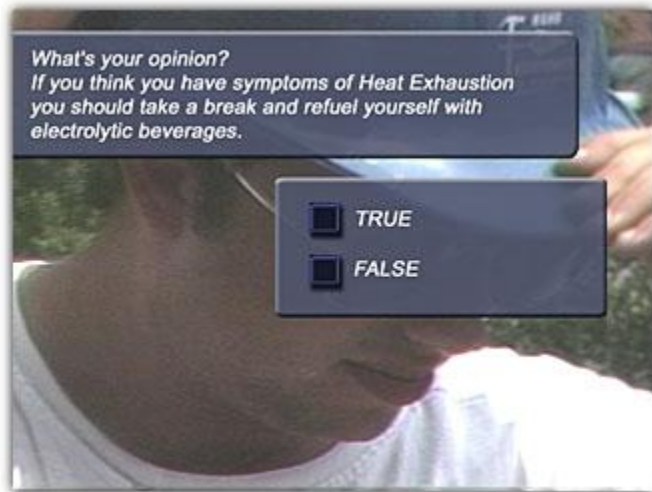 What's your opinion?
If you think you have symptoms of Heat Exhaustion
you should take a break and refuel yourself with
electrolytic beverages.
TRUE
FALSE